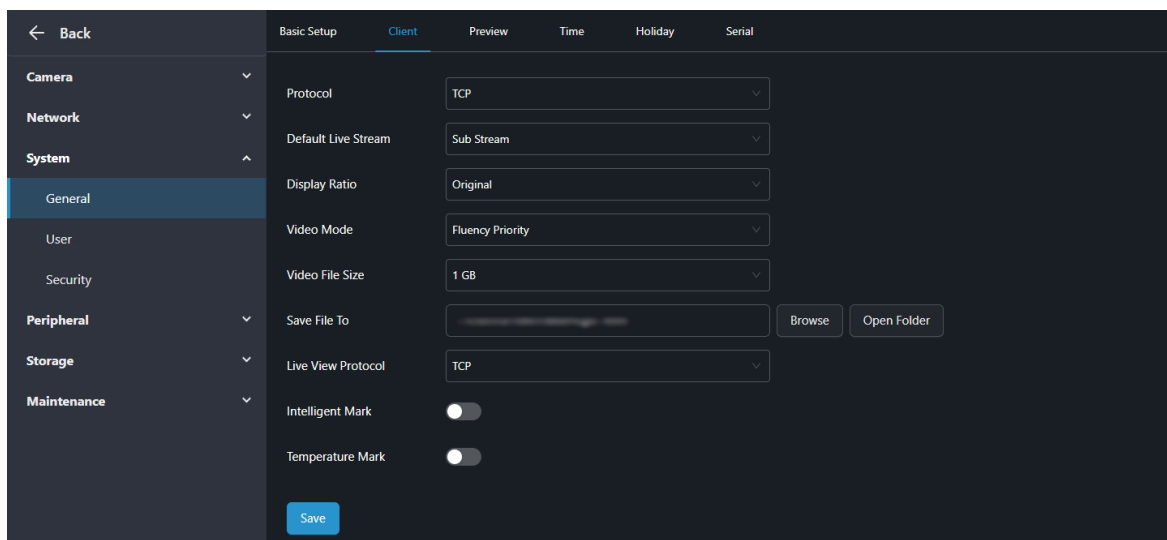 Back
Camera
Network
System
General
User
Security
Peripheral
Storage
Maintenance
Basic Setup Client Preview Time Holiday Serial
Protocol TCP
Default Live Stream Sub Stream
Display Ratio Original
Video Mode Fluency Priority
Video File Size 1 GB
Save File To Browse Open Folder
Live View Protocol TCP
Intelligent Mark
Temperature Mark
Save